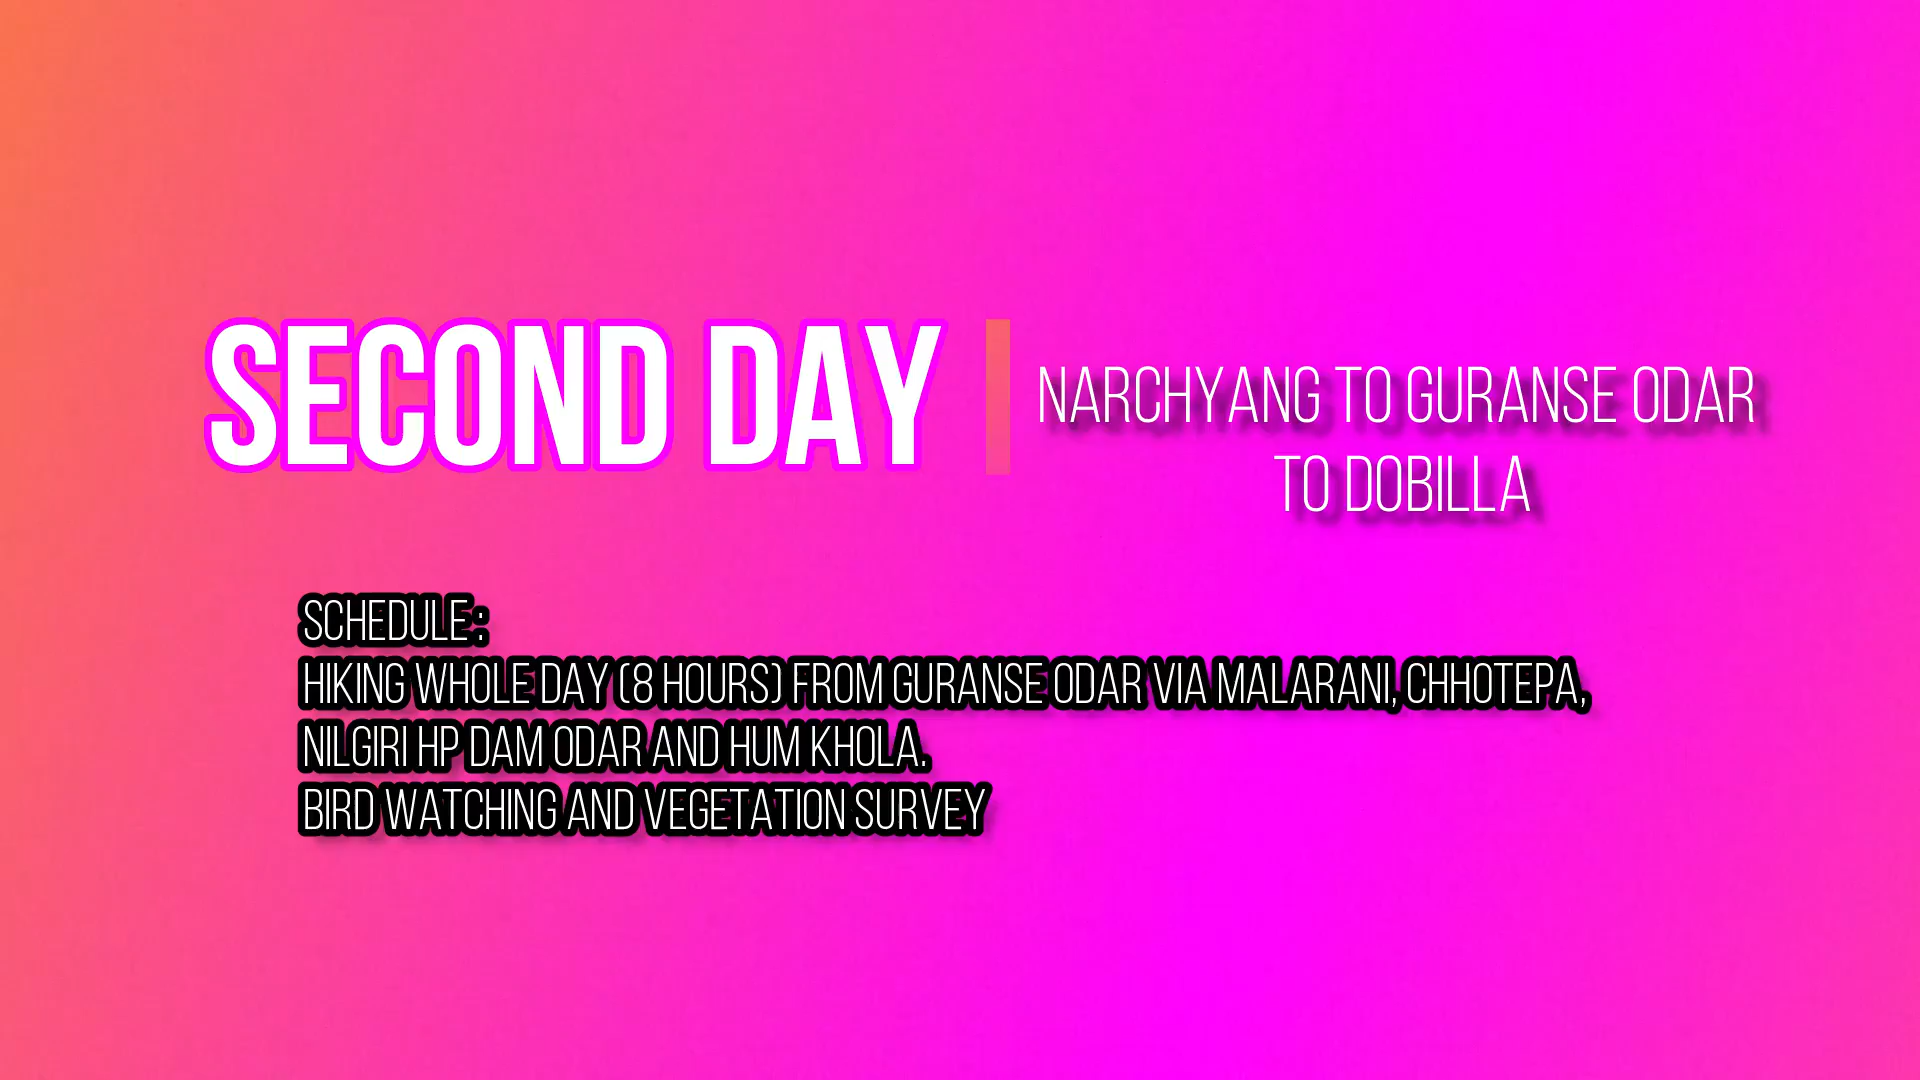 SECOND DAY
NARCHYANG TO GURANSE ODAR
TO DOBILLA
SCHEDULE :
HIKING WHOLE DAY (8 HOURS) FROM GURANSE ODAR VIA MALARANI, CHHOTEPA,
NILGIRI HP DAM ODAR AND HUM KHOLA.
BIRD WATCHING AND VEGETATION SURVEY